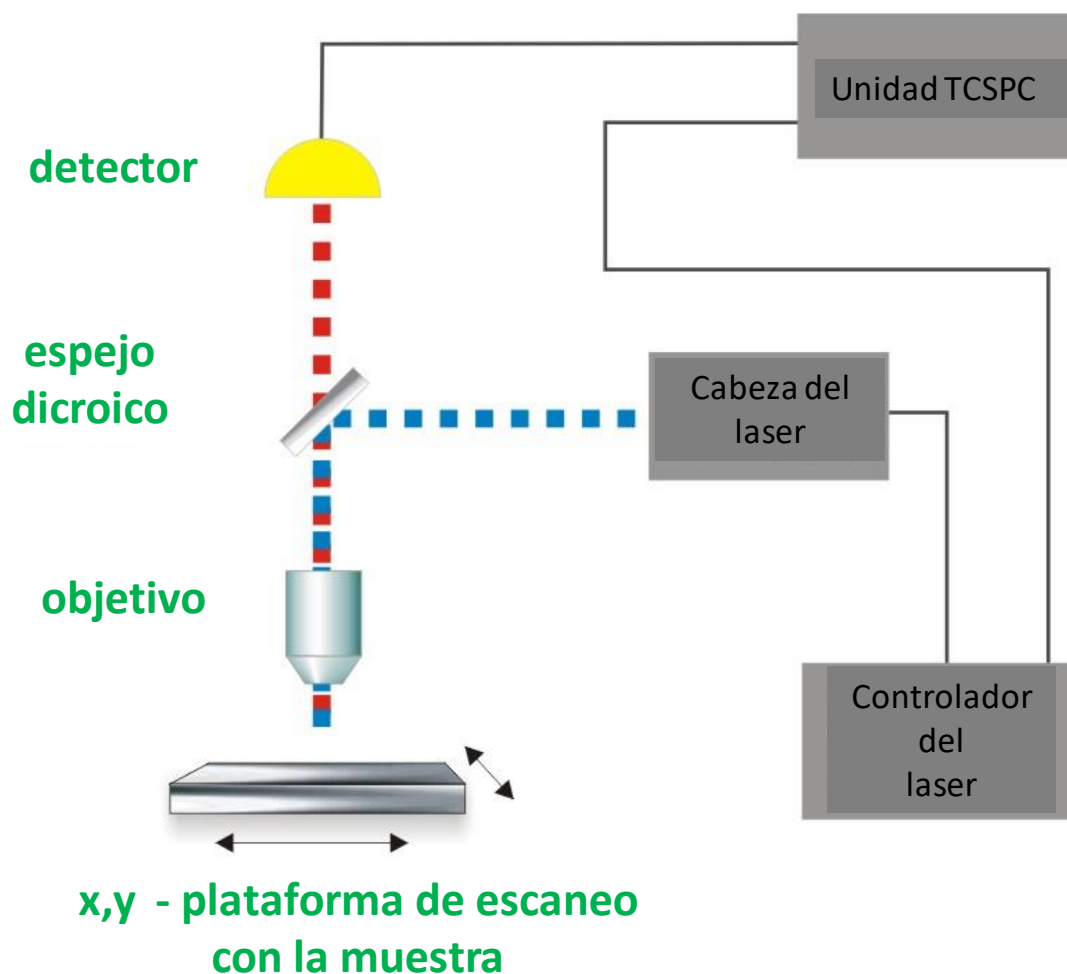 Unidad TCSPC
detector
espejo
dicroico
Cabeza del
laser
objetivo
Controlador
del
laser
x,y - plataforma de escaneo
con la muestra